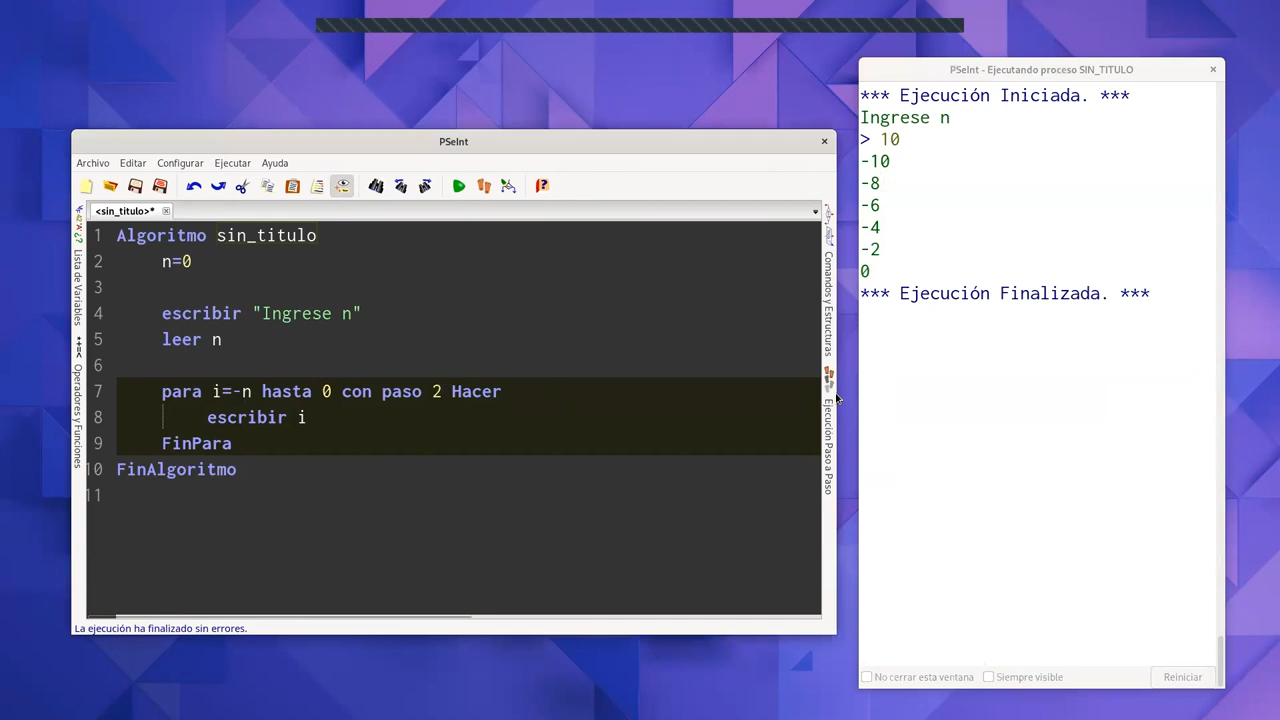 PSeInt - Ejecutando proceso SIN_TITULO
*** Ejecución Iniciada. ***
Ingrese n
> 10
-10
-8
-6
-4
-2
0
*** Ejecución Finalizada. ***
No cerrar esta ventana
Siempre visible
Reiniciar
PSeInt
Archivo Editar Configurar Ejecutar Ayuda
<sin_titulo>*
1 Algoritmo sin_titulo
2 n=0
3
4 escribir "Ingrese n"
5 leer n
6
7 para i=-n hasta 0 con paso 2 Hacer
8 escribir i
9 FinPara
10 FinAlgoritmo
11
Lista de Variables
Operadores y Funciones
Comandos y Estructuras
Ejecución Paso a Paso
La ejecución ha finalizado sin errores.